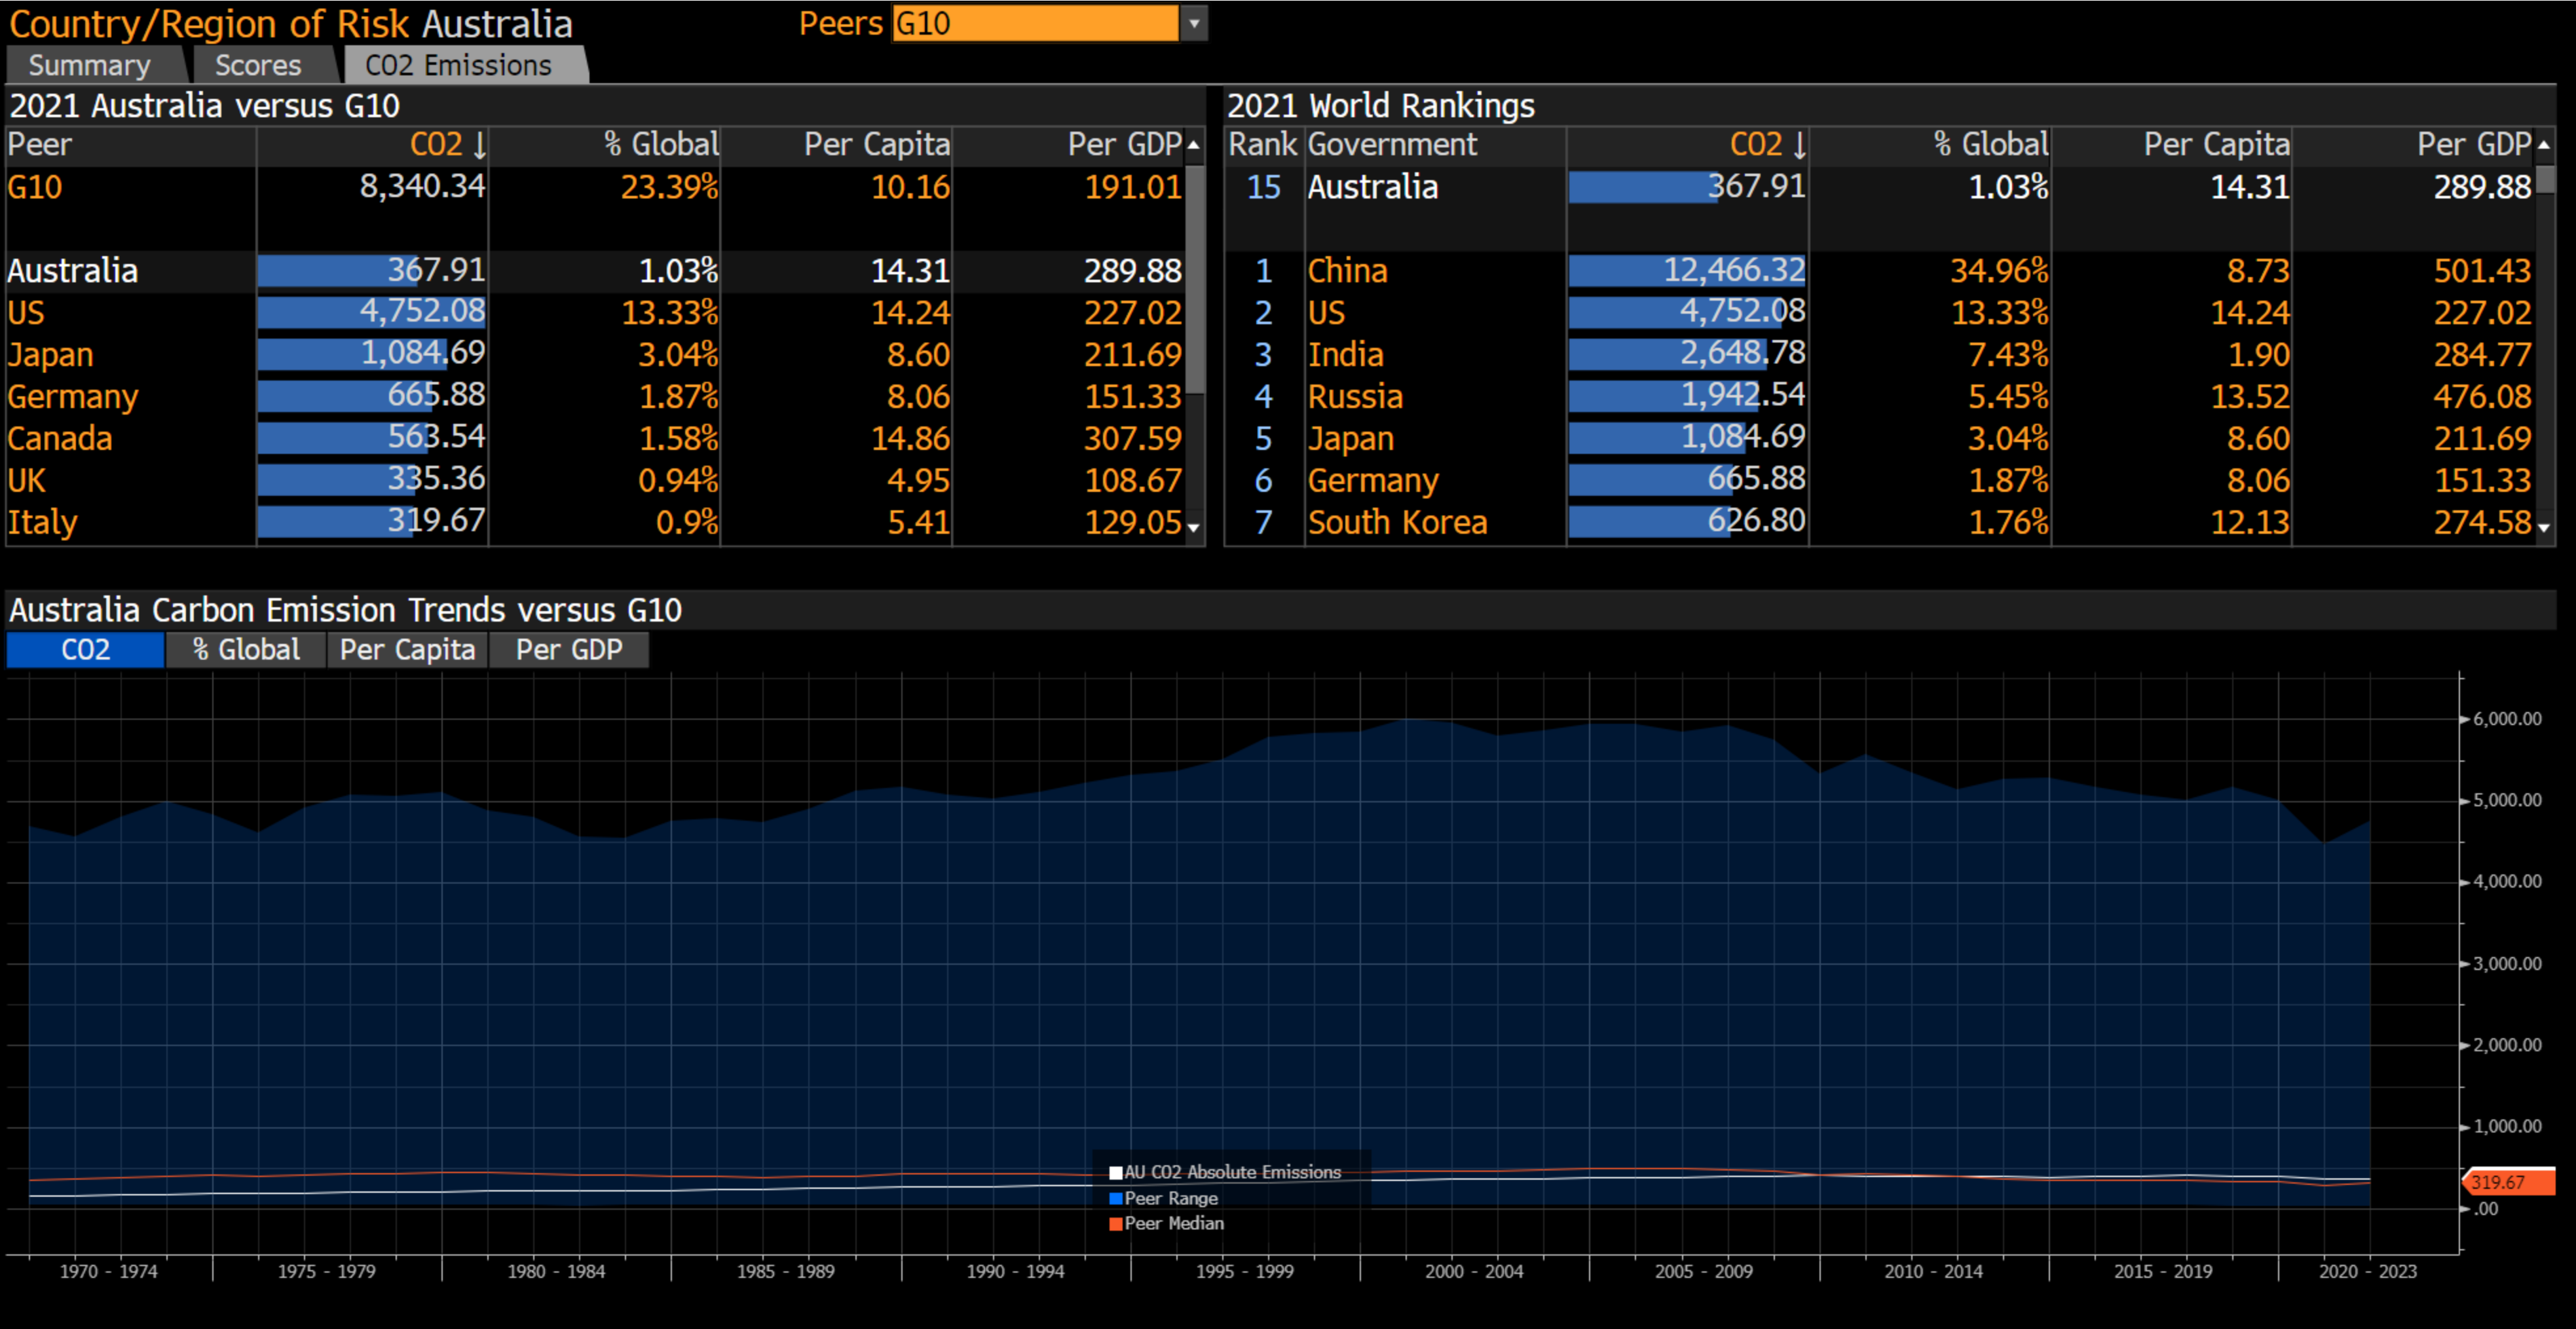 Country/Region of Risk Australia Peers G10
Summary Scores CO2 Emissions
2021 Australia versus G10
Peer CO2 ↓ % Global Per Capita Per GDP
G10 8,340.34 23.39% 10.16 191.01
Australia 367.91 1.03% 14.31 289.88
US 4,752.08 13.33% 14.24 227.02
Japan 1,084.69 3.04% 8.60 211.69
Germany 665.88 1.87% 8.06 151.33
Canada 563.54 1.58% 14.86 307.59
UK 335.36 0.94% 4.95 108.67
Italy 319.67 0.9% 5.41 129.05
2021 World Rankings
Rank Government CO2 ↓ % Global Per Capita Per GDP
15 Australia 367.91 1.03% 14.31 289.88
1 China 12,466.32 34.96% 8.73 501.43
2 US 4,752.08 13.33% 14.24 227.02
3 India 2,648.78 7.43% 1.90 284.77
4 Russia 1,942.54 5.45% 13.52 476.08
5 Japan 1,084.69 3.04% 8.60 211.69
6 Germany 665.88 1.87% 8.06 151.33
7 South Korea 626.80 1.76% 12.13 274.58
Australia Carbon Emission Trends versus G10
CO2 % Global Per Capita Per GDP
6,000.00
5,000.00
4,000.00
3,000.00
2,000.00
1,000.00
319.67
.00
AU CO2 Absolute Emissions
Peer Range
Peer Median
1970 - 1974 1975 - 1979 1980 - 1984 1985 - 1989 1990 - 1994 1995 - 1999 2000 - 2004 2005 - 2009 2010 - 2014 2015 - 2019 2020 - 2023